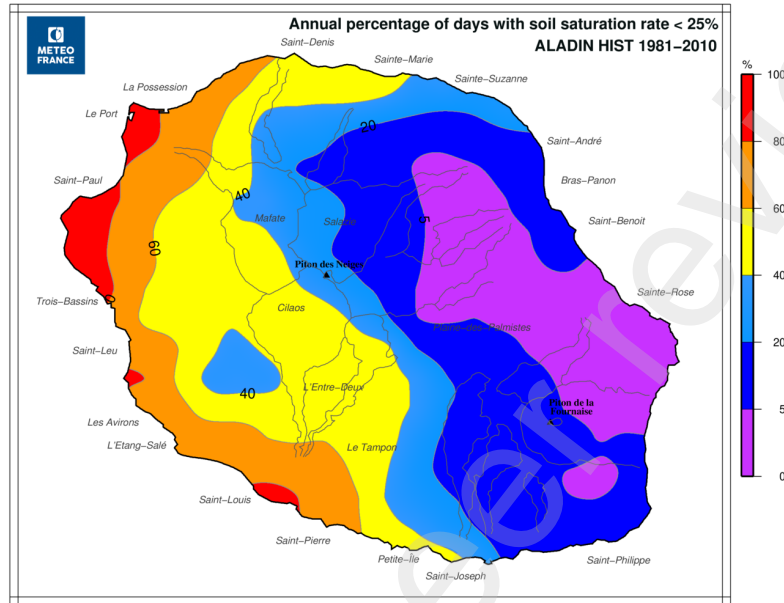 METEO
FRANCE
Annual percentage of days with soil saturation rate < 25%
ALADIN HIST 1981–2010
Saint–Denis
Sainte–Marie
Sainte–Suzanne
La Possession
Le Port
Saint–André
Bras–Panon
Saint–Benoit
Saint–Paul
Mafate
Salazie
Piton des Neiges
Sainte–Rose
Trois–Bassins
Cilaos
Plaine–des–Palmistes
Saint–Leu
L'Entre–Deux
Piton de la
Fournaise
Les Avirons
L'Etang–Salé
Le Tampon
Saint–Louis
Saint–Pierre
Petite–Ile
Saint–Joseph
Saint–Philippe
20
40
5
60
40
%
100
80
60
40
20
5
0